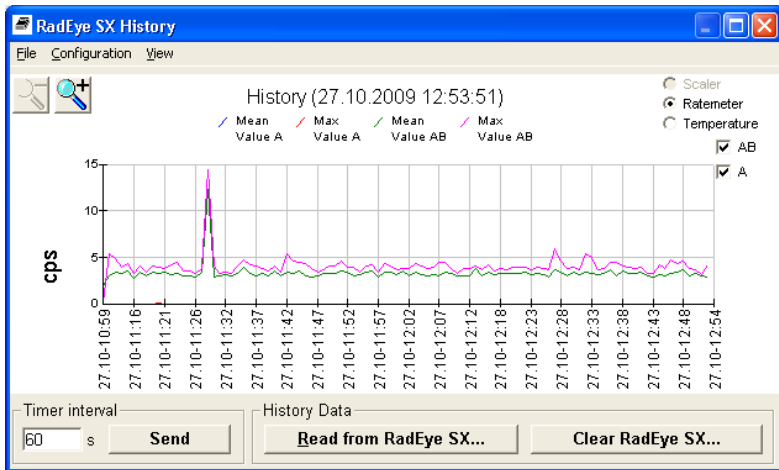 RadEye SX History
File Configuration View
History (27.10.2009 12:53:51)
Mean Value A
Max Value A
Mean Value AB
Max Value AB
Scaler
Ratemeter
Temperature
AB
A
cps
15
10
5
0
27.10-10:59
27.10-11:16
27.10-11:21
27.10-11:26
27.10-11:32
27.10-11:37
27.10-11:42
27.10-11:47
27.10-11:52
27.10-11:57
27.10-12:02
27.10-12:07
27.10-12:12
27.10-12:18
27.10-12:23
27.10-12:28
27.10-12:33
27.10-12:38
27.10-12:43
27.10-12:48
27.10-12:54
Timer interval
60 s Send
History Data
Read from RadEye SX... Clear RadEye SX...